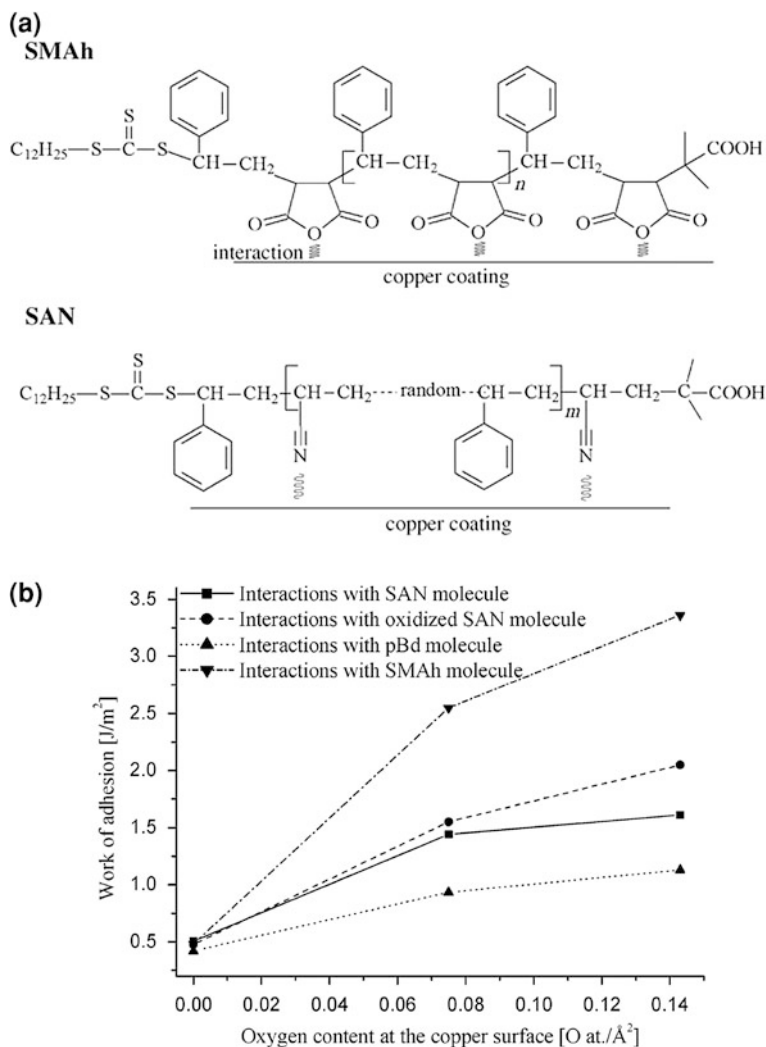 (a)
SMAh
S
C12H25 S C S CH CH2 CH CH2 CH CH2 COOH
n
O O O O O O
O O O
interaction
copper coating
SAN
S
C12H25 S C S CH CH2 CH CH2 random CH CH2 CH CH2 C COOH
m
N N
copper coating
(b)
Interactions with SAN molecule
Interactions with oxidized SAN molecule
Interactions with pBd molecule
Interactions with SMAh molecule
Work of adhesion [J/m²]
3.5
3.0
2.5
2.0
1.5
1.0
0.5
0.00 0.02 0.04 0.06 0.08 0.10 0.12 0.14
Oxygen content at the copper surface [O at./Å²]